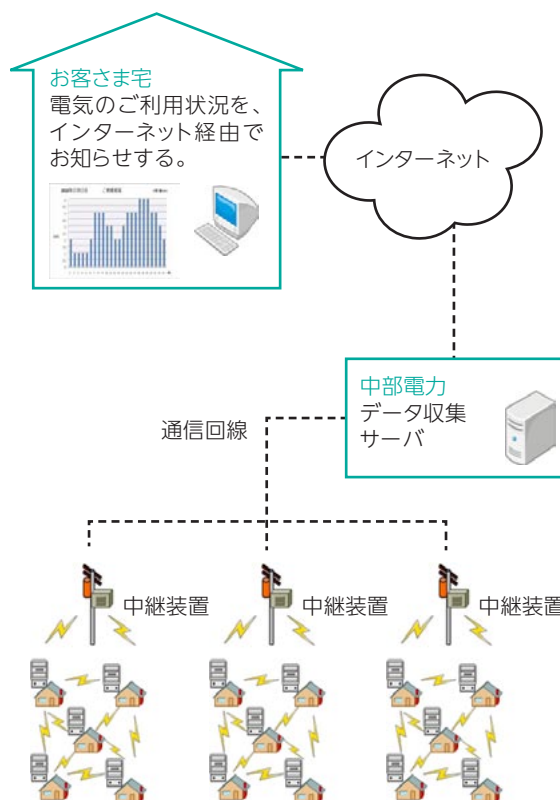 お客さま宅
電気のご利用状況を、
インターネット経由で
お知らせする。
インターネット
中部電力
データ収集
サーバ
通信回線
中継装置
中継装置
中継装置